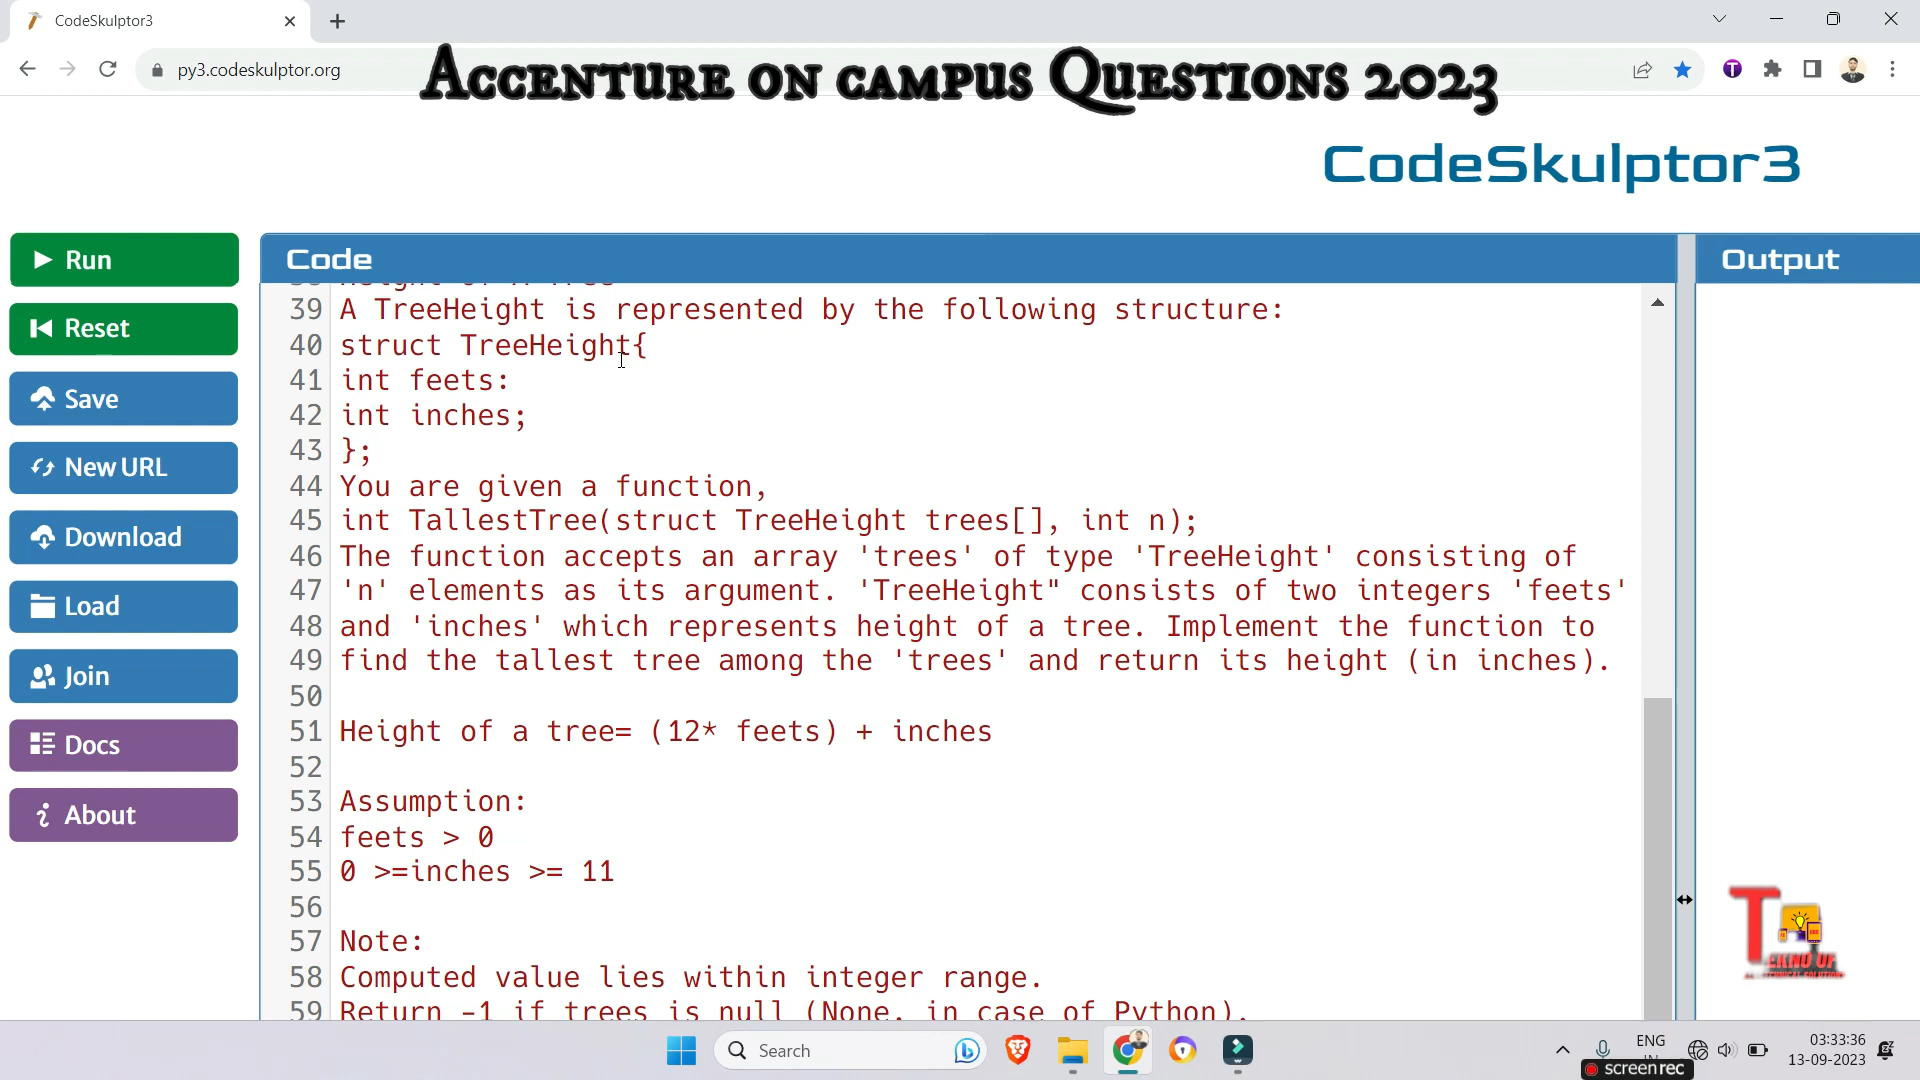 CodeSkulptor3
py3.codeskulptor.org
Accenture on campus Questions 2023
CodeSkulptor3
Run
Reset
Save
New URL
Download
Load
Join
Docs
About
Code
Output
38 Height of A Tree
39 A TreeHeight is represented by the following structure:
40 struct TreeHeight{
41 int feets:
42 int inches;
43 };
44 You are given a function,
45 int TallestTree(struct TreeHeight trees[], int n);
46 The function accepts an array 'trees' of type 'TreeHeight' consisting of
47 'n' elements as its argument. 'TreeHeight" consists of two integers 'feets'
48 and 'inches' which represents height of a tree. Implement the function to
49 find the tallest tree among the 'trees' and return its height (in inches).
50
51 Height of a tree= (12* feets) + inches
52
53 Assumption:
54 feets > 0
55 0 >=inches >= 11
56
57 Note:
58 Computed value lies within integer range.
59 Return -1 if trees is null (None, in case of Python).
Search
ENG
03:33:36
13-09-2023
screen rec